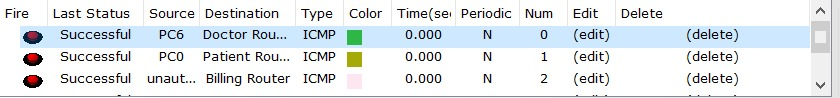 Fire Last Status Source Destination Type Color Time(sec Periodic Num Edit Delete
Successful PC6 Doctor Rou... ICMP 0.000 N 0 (edit) (delete)
Successful PC0 Patient Rou... ICMP 0.000 N 1 (edit) (delete)
Successful unaut... Billing Router ICMP 0.000 N 2 (edit) (delete)